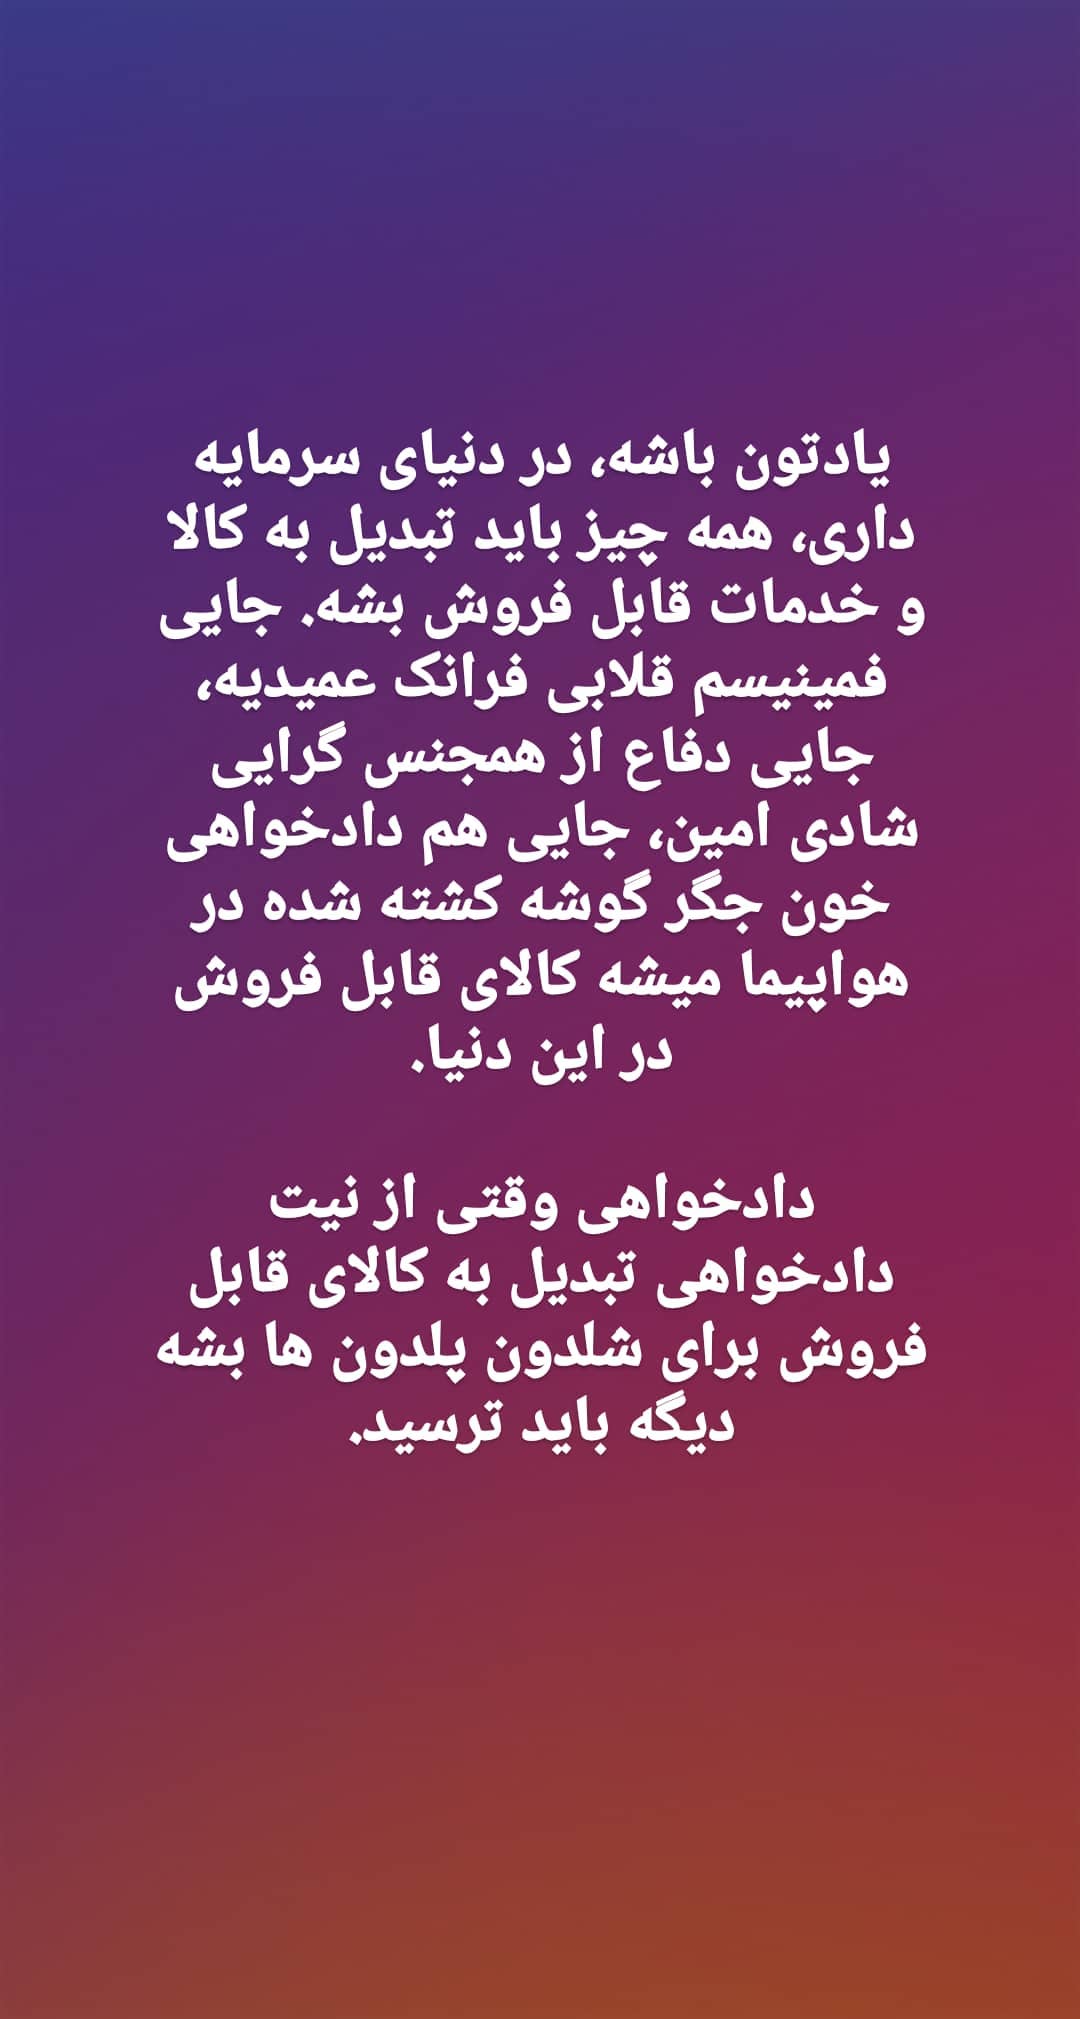 یادتون باشه، در دنیای سرمایه
داری، همه چیز باید تبدیل به کالا
و خدمات قابل فروش بشه. جایی
فمینیسم قلابی فرانک عمیدیه،
جایی دفاع از همجنس گرایی
شادی امین، جایی هم دادخواهی
خون جگر گوشه کشته شده در
هواپیما میشه کالای قابل فروش
در این دنیا.
دادخواهی وقتی از نیت
دادخواهی تبدیل به کالای قابل
فروش برای شلدون پلدون ها بشه
دیگه باید ترسید.